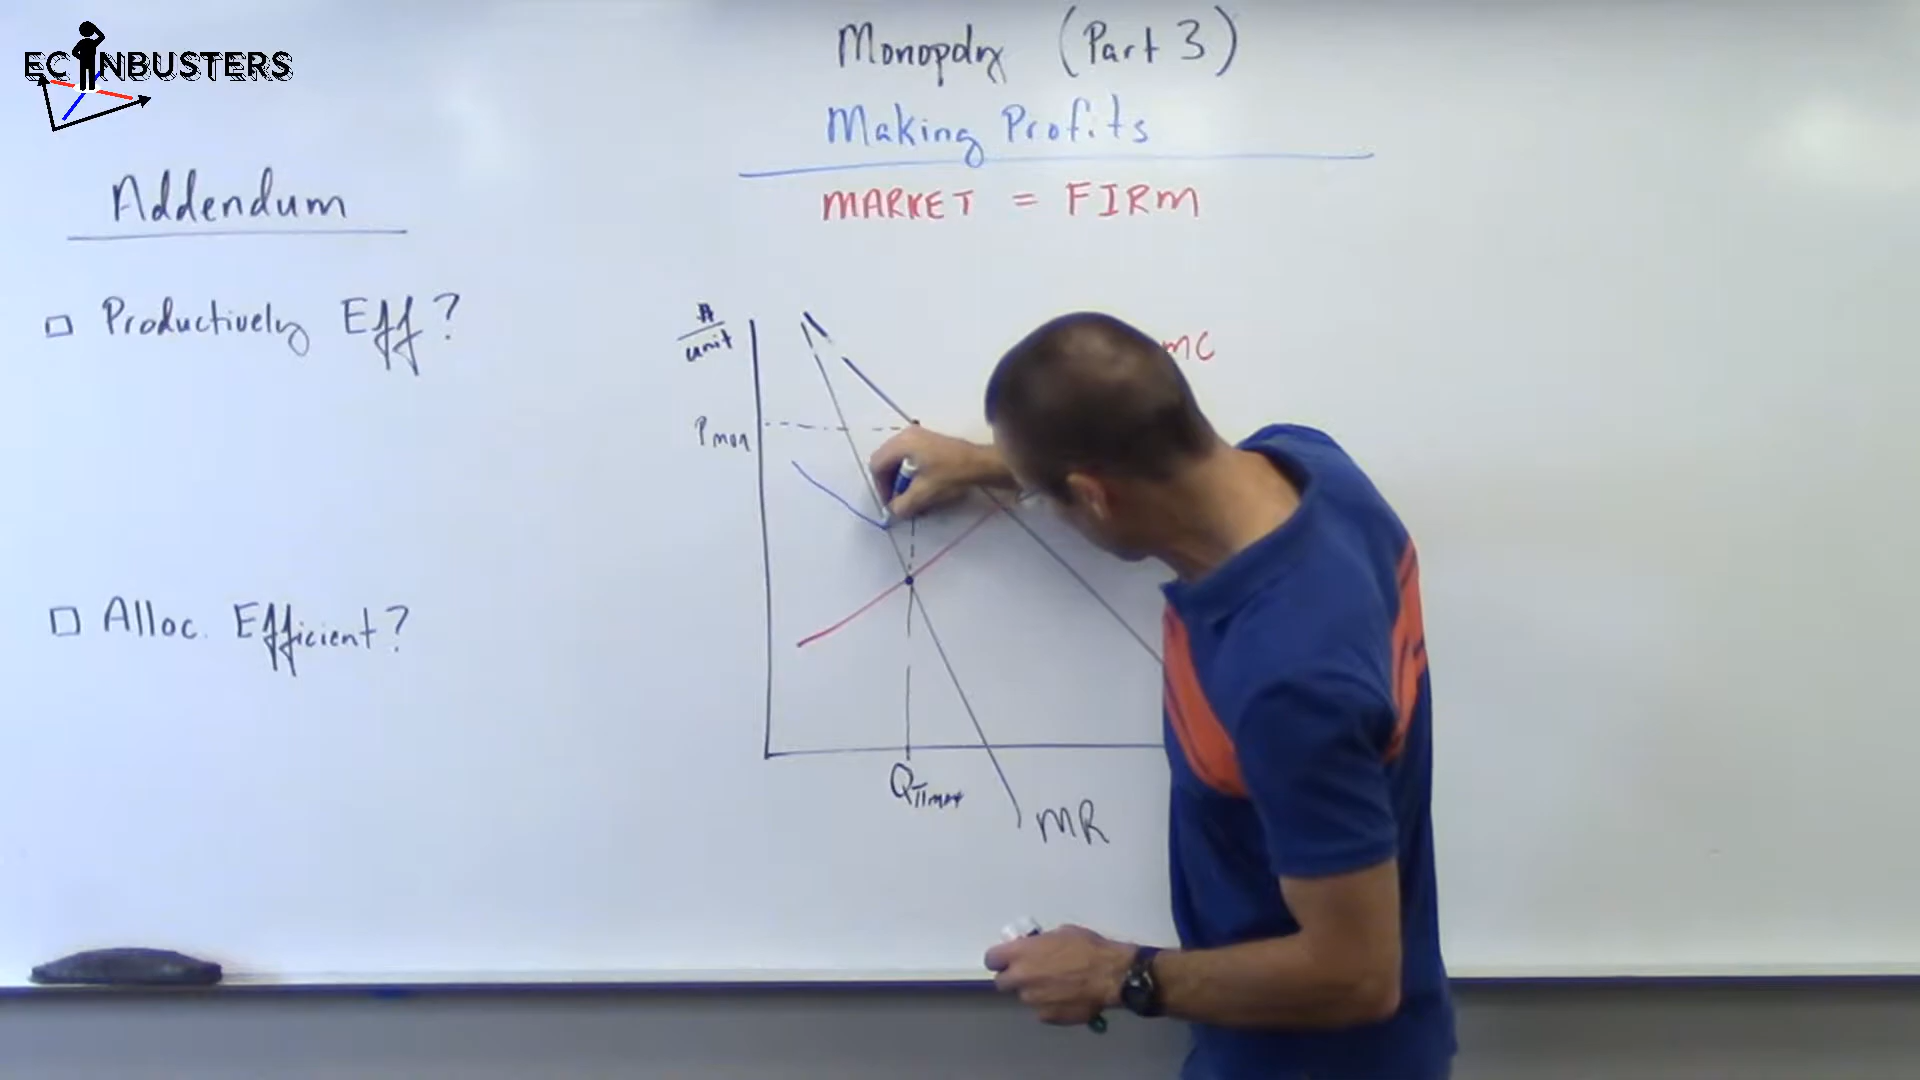 ECONBUSTERS
Monopoly (Part 3)
Making Profits
MARKET = FIRM
Addendum
□ Productively Eff?
□ Alloc. Efficient?
$/unit
MC
Pmon
Qπmax
MR